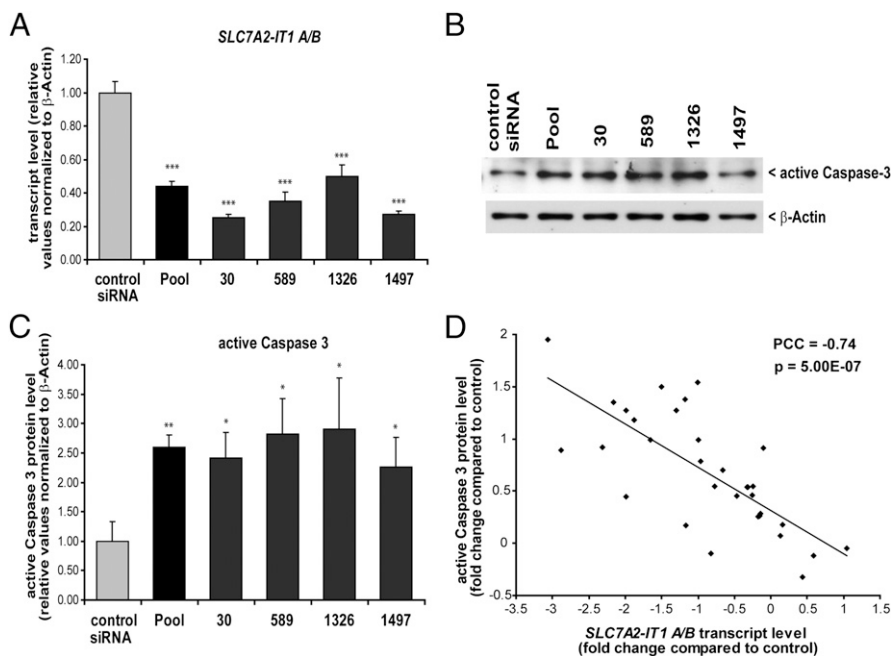 A
SLC7A2-IT1 A/B
transcript level (relative
values normalized to β-Actin)
1.20
1.00
0.80
0.60
0.40
0.20
0.00
***
***
***
***
***
control
siRNA
Pool
30
589
1326
1497
B
control
siRNA
Pool
30
589
1326
1497
< active Caspase-3
< β-Actin
C
active Caspase 3
active Caspase 3 protein level
(relative values normalized to β-Actin)
4.00
3.50
3.00
2.50
2.00
1.50
1.00
0.50
0.00
**
*
*
*
*
control
siRNA
Pool
30
589
1326
1497
D
PCC = -0.74
p = 5.00E-07
active Caspase 3 protein level
(fold change compared to control)
2
1.5
1
0.5
0
-0.5
-3.5
-3
-2.5
-2
-1.5
-1
-0.5
0
0.5
1
1.5
SLC7A2-IT1 A/B transcript level
(fold change compared to control)